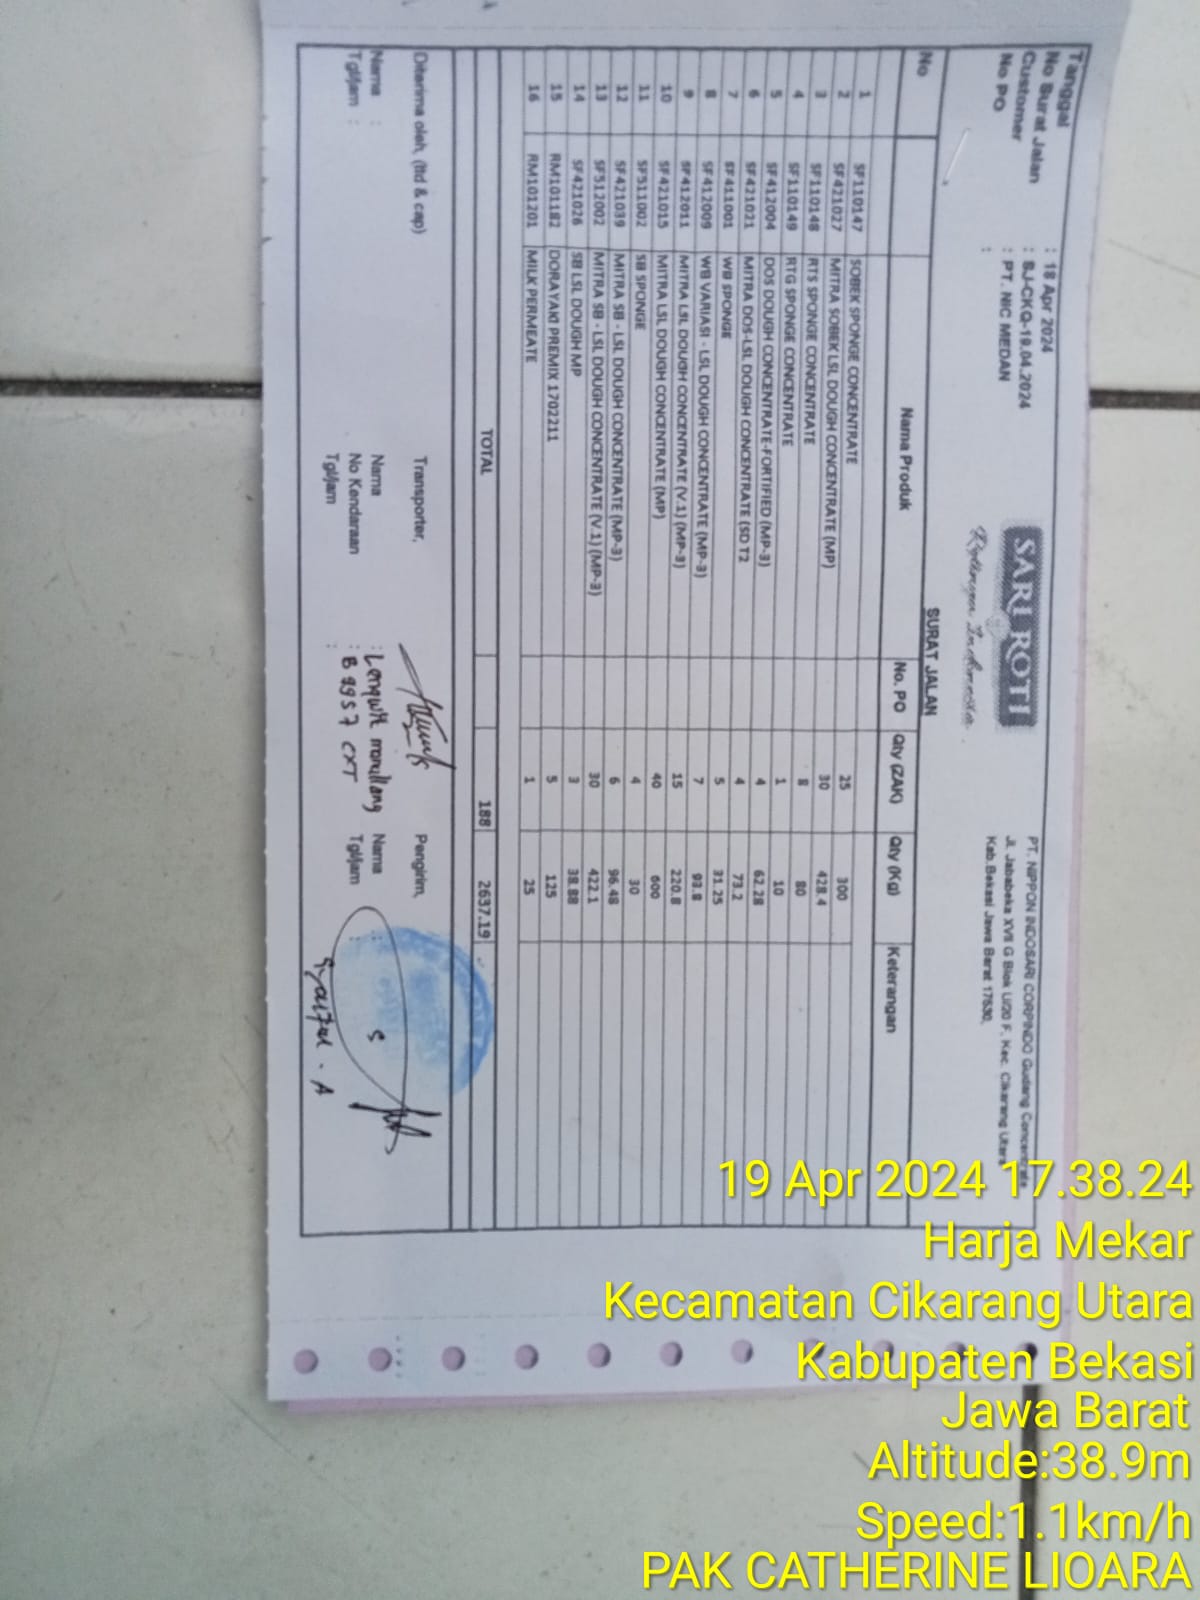 SARI ROTI
PT. NIPPON INDOSARI CORPINDO Gudang Concentrate
Jl. Jababeka XVII G Blok U/20 F, Kec. Cikarang Utara
Kab.Bekasi Jawa Barat 17530,
Tanggal : 18 Apr 2024
No Surat Jalan : SJ-CKQ-19.04.2024
Customer : PT. NIC MEDAN
No PO :
SURAT JALAN
No Nama Produk No. PO Qty (ZAK) Qty (Kg) Keterangan
1 SF110147 SOBEK SPONGE CONCENTRATE 25 300
2 SF421027 MITRA SOBEK LSL DOUGH CONCENTRATE (MP) 30 428.4
3 SF110148 RTS SPONGE CONCENTRATE 8 80
4 SF110149 RTG SPONGE CONCENTRATE 1 10
5 SF412004 DOS DOUGH CONCENTRATE-FORTIFIED (MP-3) 4 62.28
6 SF421021 MITRA DOS-LSL DOUGH CONCENTRATE (SD T2 4 73.2
7 SF411001 WB SPONGE 5 31.25
8 SF412009 WB VARIASI - LSL DOUGH CONCENTRATE (MP-3) 7 93.8
9 SF412011 MITRA LSL DOUGH CONCENTRATE (V.1) (MP-3) 15 220.8
10 SF421015 MITRA LSL DOUGH CONCENTRATE (MP) 40 600
11 SF511002 SB SPONGE 4 30
12 SF421039 MITRA SB - LSL DOUGH CONCENTRATE (MP-3) 6 96.48
13 SF512002 MITRA SB - LSL DOUGH CONCENTRATE (V.1) (MP-3) 30 422.1
14 SF421026 SB LSL DOUGH MP 3 38.88
15 RM101182 DORAYAKI PREMIX 1702211 5 125
16 RM101201 MILK PERMEATE 1 25
TOTAL 188 2637.19
Diterima oleh, (ttd & cap) Transporter, Pengirim,
Nama : Nama : Nama :
Tgl/jam : No Kendaraan : B 9957 CXT Tgl/jam :
Tgl/jam :
19 Apr 2024 17.38.24
Harja Mekar
Kecamatan Cikarang Utara
Kabupaten Bekasi
Jawa Barat
Altitude:38.9m
Speed:1.1km/h
PAK CATHERINE LIOARA